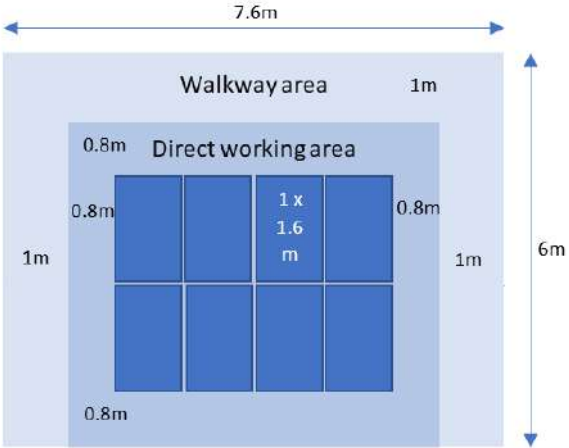 7.6m
Walkway area
1m
0.8m
Direct working area
0.8m
1 x
1.6
m
0.8m
1m
1m
6m
0.8m